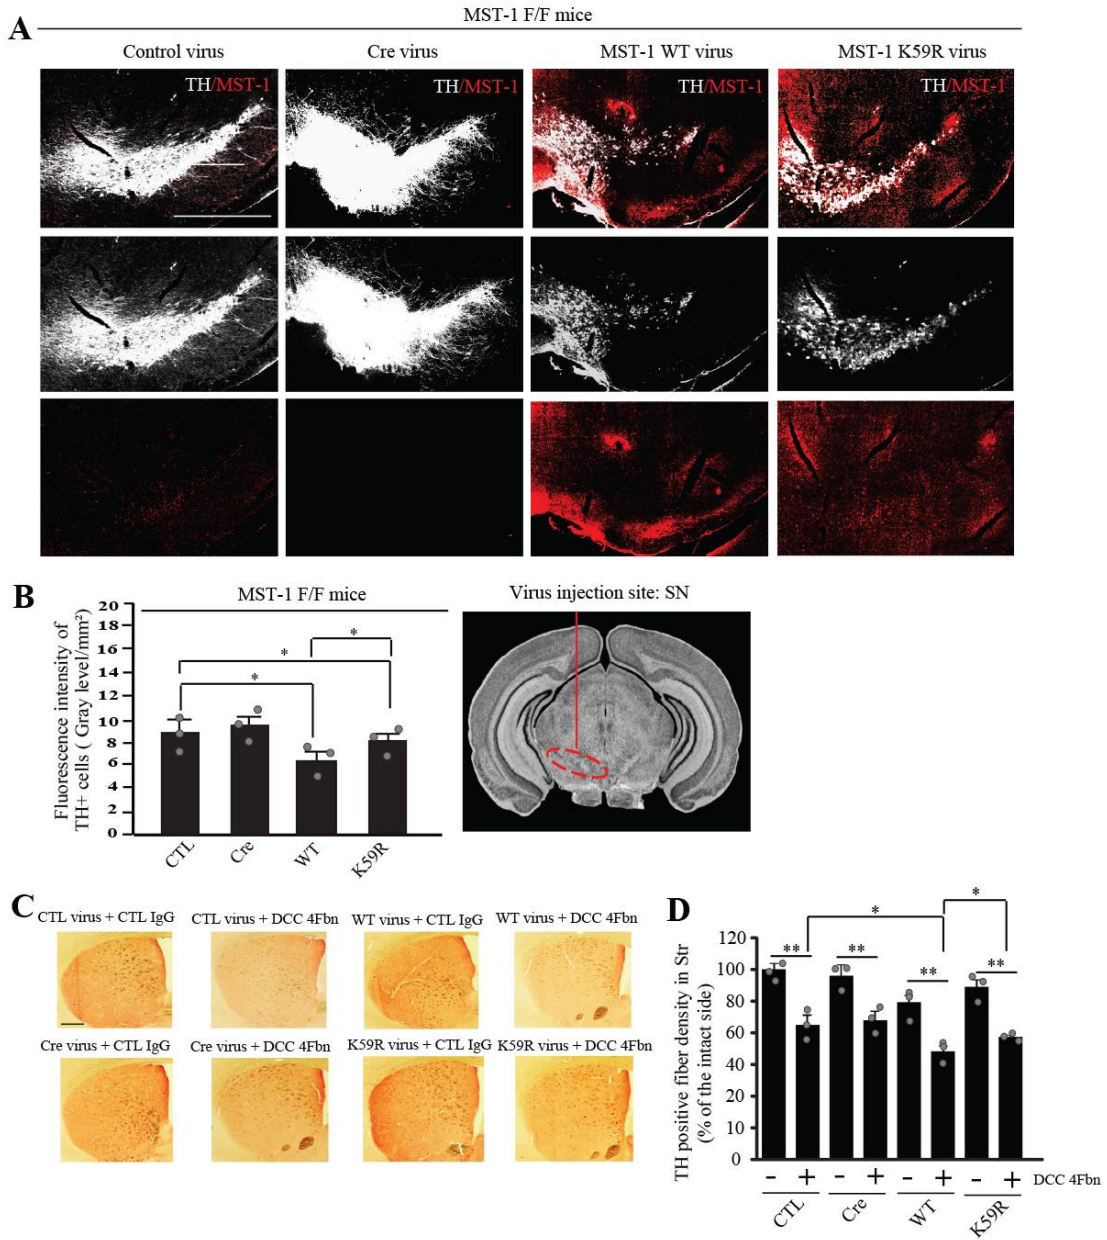 MST-1 F/F mice
A
Control virus
Cre virus
MST-1 WT virus
MST-1 K59R virus
TH/MST-1
TH/MST-1
TH/MST-1
TH/MST-1
B
MST-1 F/F mice
Fluorescence intensity of
TH+ cells ( Gray level/mm²)
20
18
16
14
12
10
8
6
4
2
0
*
*
*
CTL
Cre
WT
K59R
Virus injection site: SN
C
CTL virus + CTL IgG
CTL virus + DCC 4Fbn
WT virus + CTL IgG
WT virus + DCC 4Fbn
Cre virus + CTL IgG
Cre virus + DCC 4Fbn
K59R virus + CTL IgG
K59R virus + DCC 4Fbn
D
TH positive fiber density in Str
(% of the intact side)
120
100
80
60
40
20
10
0
*
*
**
**
**
**
- + - + - + - + DCC 4Fbn
CTL
Cre
WT
K59R